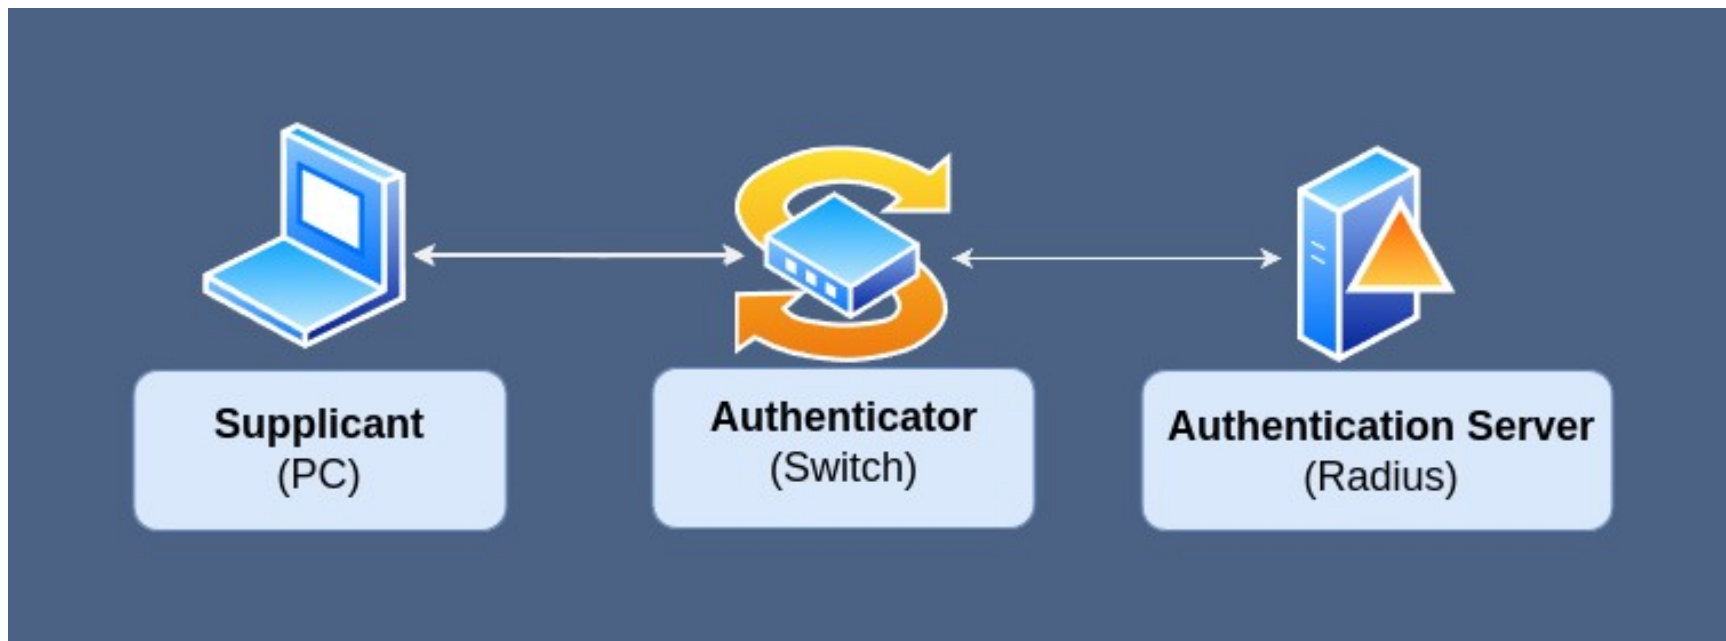 Supplicant
(PC)
Authenticator
(Switch)
Authentication Server
(Radius)